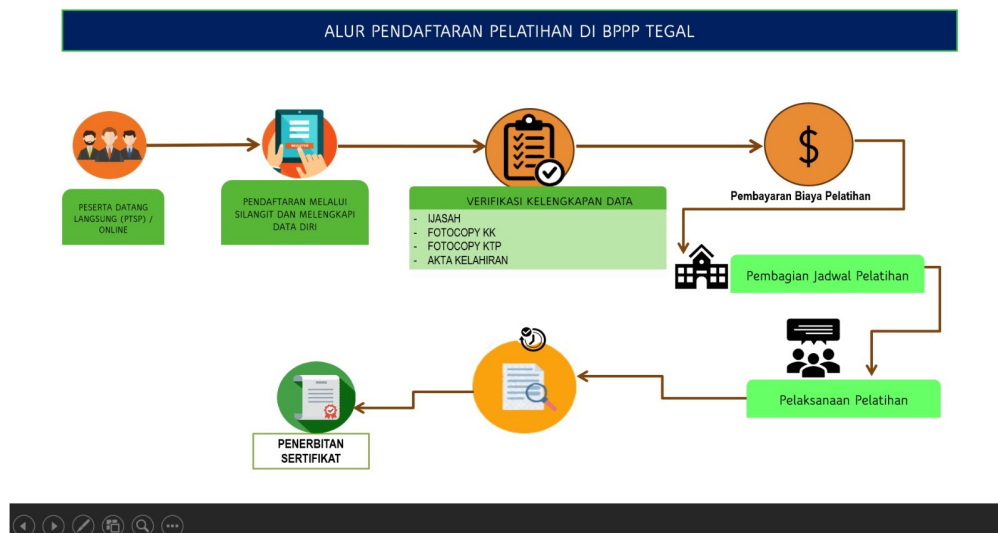 ALUR PENDAFTARAN PELATIHAN DI BPPP TEGAL
PESERTA DATANG
LANGSUNG (PTSP) /
ONLINE
PENDAFTARAN MELALUI
SILANGIT DAN MELENGKAPI
DATA DIRI
VERIFIKASI KELENGKAPAN DATA
- IJASAH
- FOTOCOPY KK
- FOTOCOPY KTP
- AKTA KELAHIRAN
$
Pembayaran Biaya Pelatihan
Pembagian Jadwal Pelatihan
Pelaksanaan Pelatihan
PENERBITAN
SERTIFIKAT